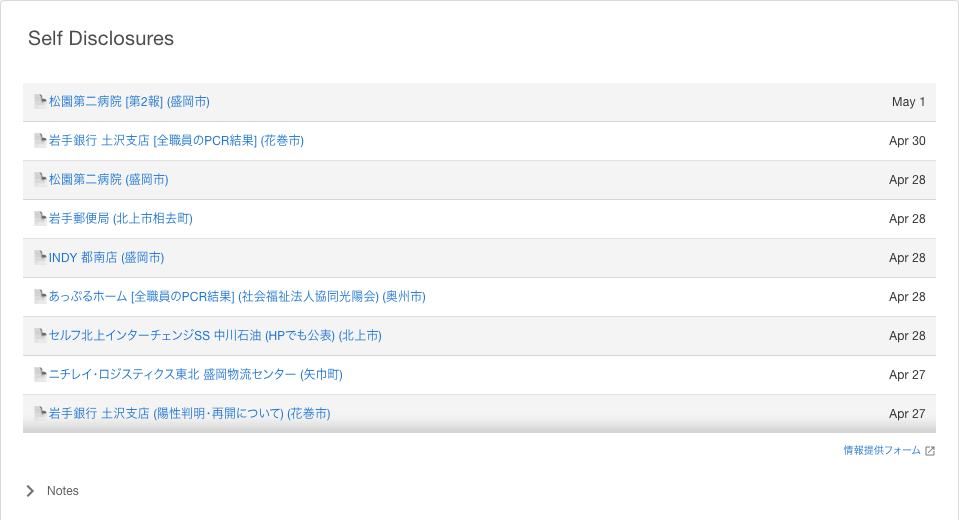 Self Disclosures
松園第二病院 [第2報] (盛岡市) May 1
岩手銀行 土沢支店 [全職員のPCR結果] (花巻市) Apr 30
松園第二病院 (盛岡市) Apr 28
岩手郵便局 (北上市相去町) Apr 28
INDY 都南店 (盛岡市) Apr 28
あっぷるホーム [全職員のPCR結果] (社会福祉法人協同光陽会) (奥州市) Apr 28
セルフ北上インターチェンジSS 中川石油 (HPでも公表) (北上市) Apr 28
ニチレイ・ロジスティクス東北 盛岡物流センター (矢巾町) Apr 27
岩手銀行 土沢支店 (陽性判明・再開について) (花巻市) Apr 27
情報提供フォーム
Notes